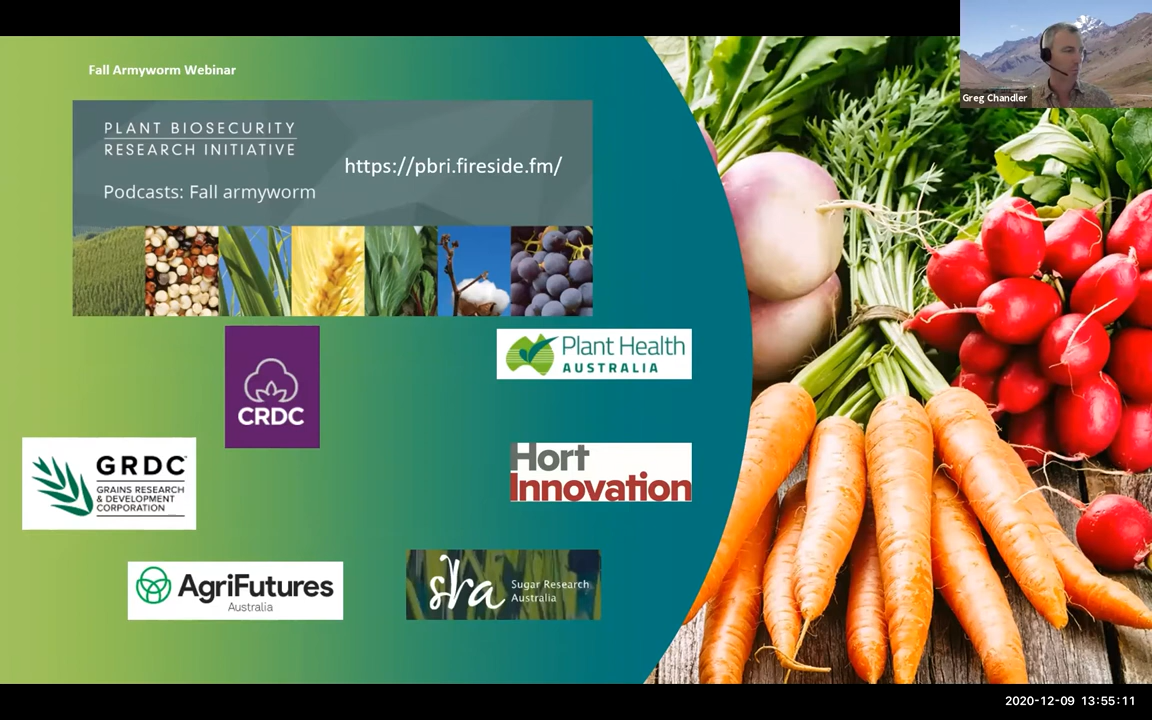 Fall Armyworm Webinar
Greg Chandler
PLANT BIOSECURITY
RESEARCH INITIATIVE
https://pbri.fireside.fm/
Podcasts: Fall armyworm
CRDC
Plant Health
AUSTRALIA
GRDC
GRAINS RESEARCH
& DEVELOPMENT
CORPORATION
Hort
Innovation
AgriFutures
Australia
sra
Sugar Research
Australia
2020-12-09 13:55:11